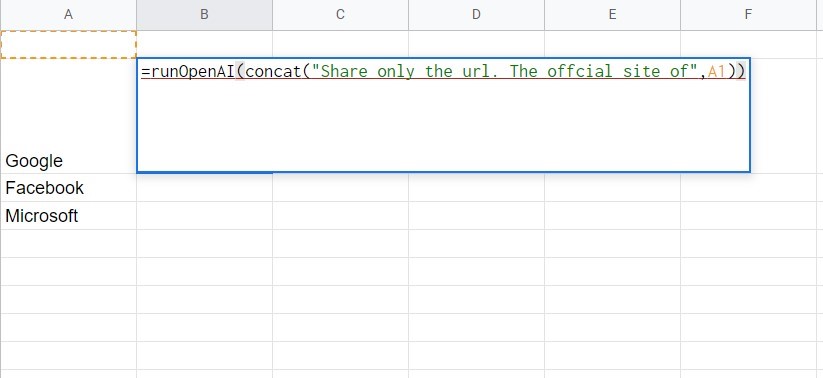 A B C D E F
=runOpenAI(concat("Share only the url. The offcial site of",A1))
Google
Facebook
Microsoft